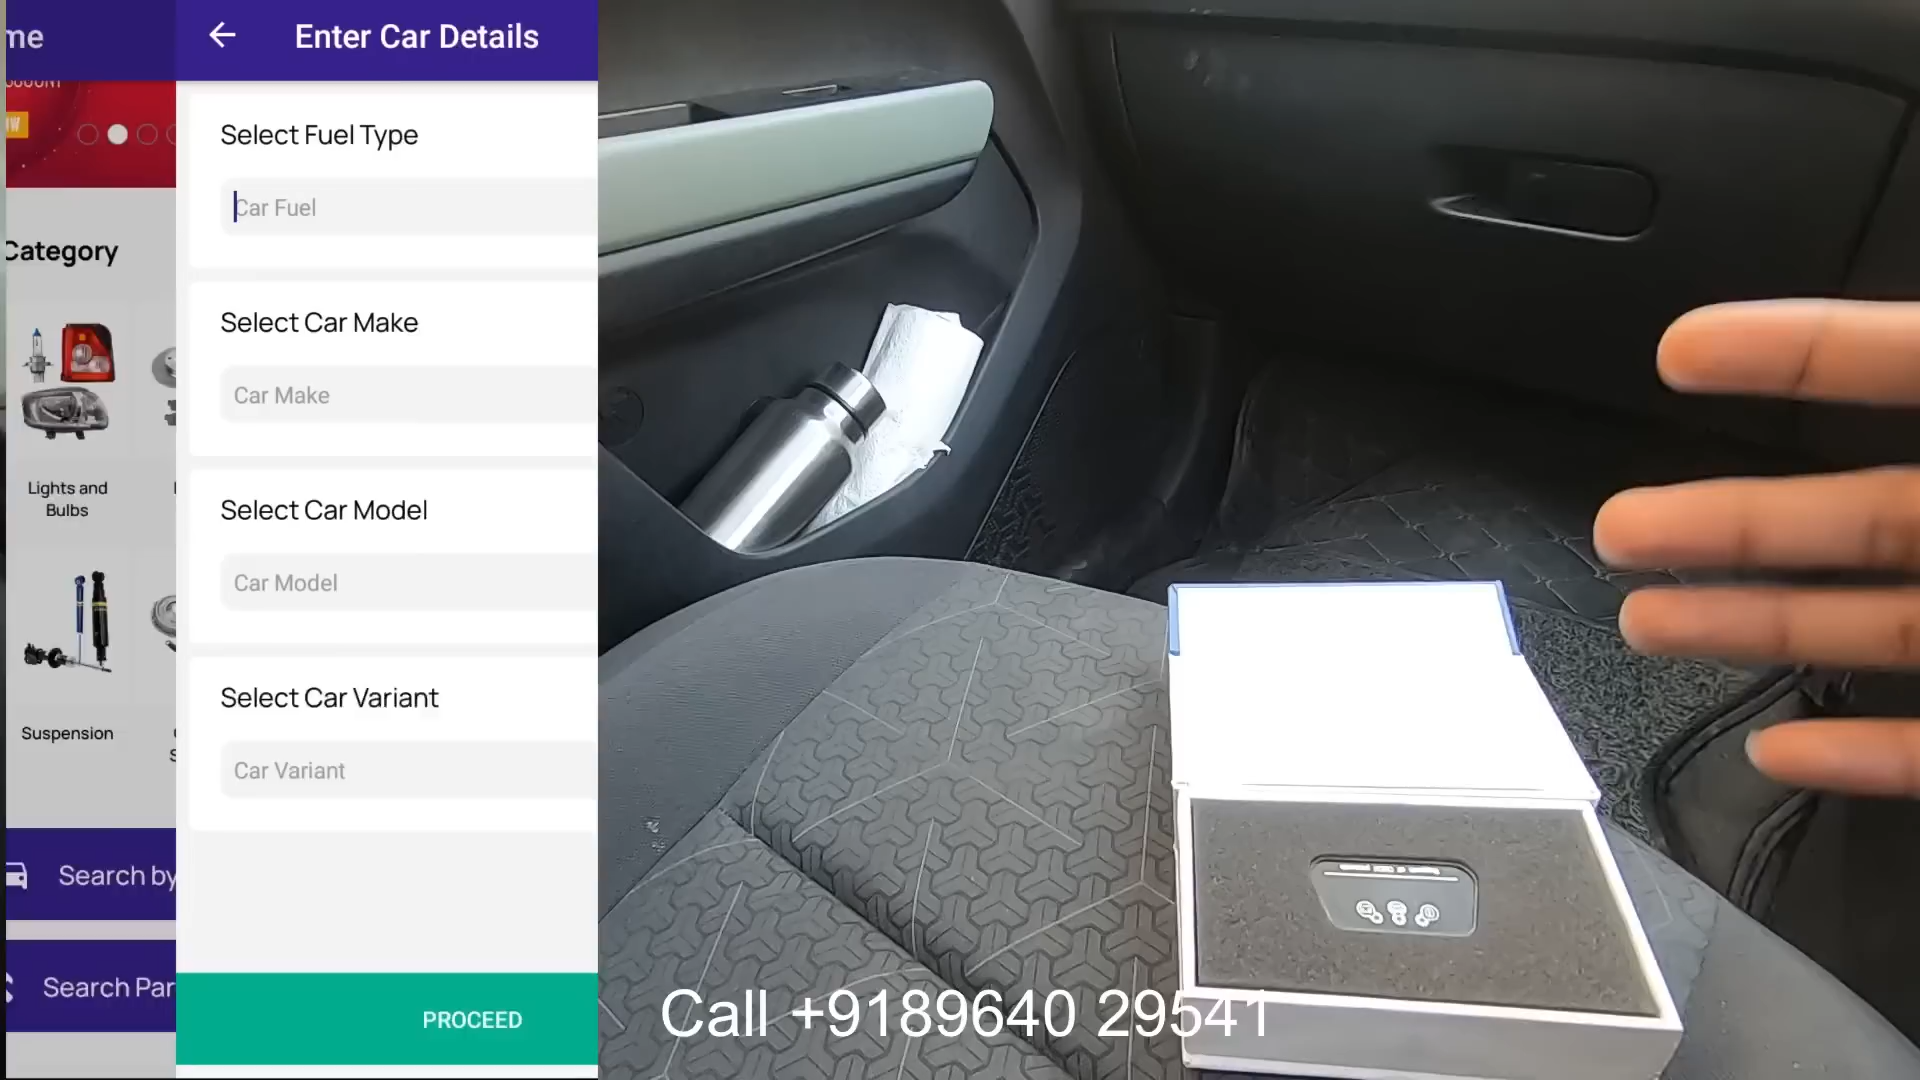 me
Enter Car Details
Select Fuel Type
Car Fuel
Category
Select Car Make
Car Make
Lights and
Bulbs
Select Car Model
Car Model
Suspension
Select Car Variant
Car Variant
Search by
Search Par
PROCEED
Call +9189640 29541